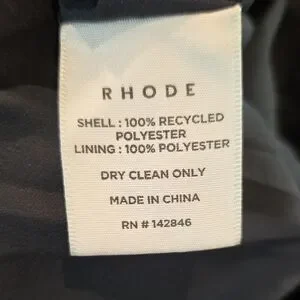 RHODE
SHELL : 100% RECYCLED
POLYESTER
LINING : 100% POLYESTER
DRY CLEAN ONLY
MADE IN CHINA
RN # 142846